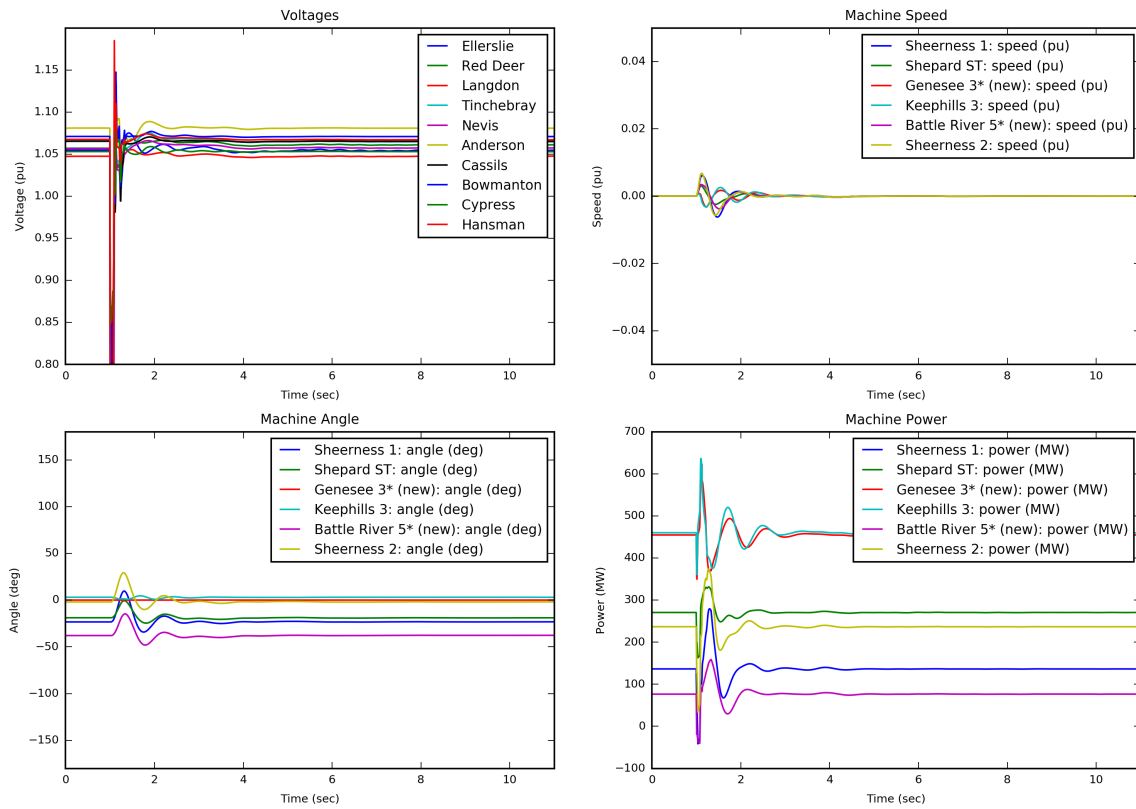 Voltages
1.15
1.10
1.05
1.00
0.95
0.90
0.85
0.80
Voltage (pu)
Ellerslie
Red Deer
Langdon
Tinchebray
Nevis
Anderson
Cassils
Bowmanton
Cypress
Hansman
0 2 4 6 8 10
Time (sec)
Machine Speed
0.04
0.02
0.00
−0.02
−0.04
Speed (pu)
Sheerness 1: speed (pu)
Shepard ST: speed (pu)
Genesee 3* (new): speed (pu)
Keephills 3: speed (pu)
Battle River 5* (new): speed (pu)
Sheerness 2: speed (pu)
0 2 4 6 8 10
Time (sec)
Machine Angle
150
100
50
0
−50
−100
−150
Angle (deg)
Sheerness 1: angle (deg)
Shepard ST: angle (deg)
Genesee 3* (new): angle (deg)
Keephills 3: angle (deg)
Battle River 5* (new): angle (deg)
Sheerness 2: angle (deg)
0 2 4 6 8 10
Time (sec)
Machine Power
700
600
500
400
300
200
100
0
−100
Power (MW)
Sheerness 1: power (MW)
Shepard ST: power (MW)
Genesee 3* (new): power (MW)
Keephills 3: power (MW)
Battle River 5* (new): power (MW)
Sheerness 2: power (MW)
0 2 4 6 8 10
Time (sec)